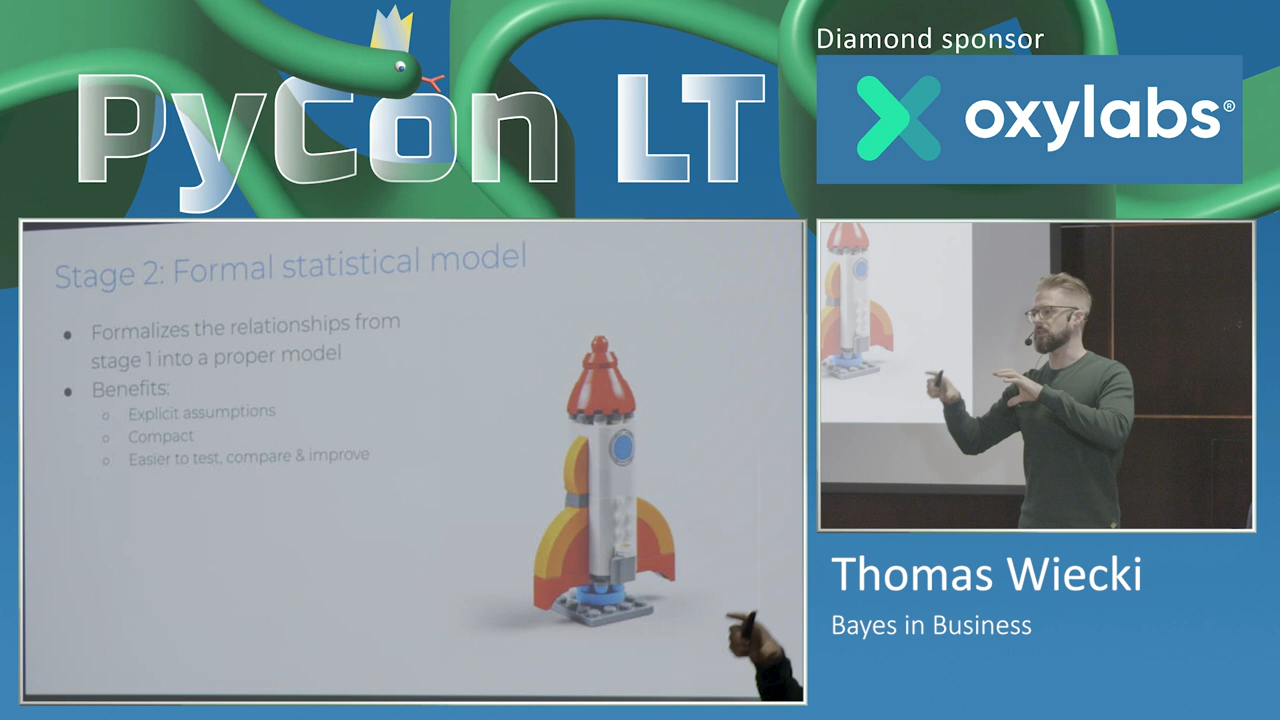 PyCon LT
Diamond sponsor
oxylabs®
Stage 2: Formal statistical model
● Formalizes the relationships from
stage 1 into a proper model
● Benefits:
○ Explicit assumptions
○ Compact
○ Easier to test, compare & improve
Thomas Wiecki
Bayes in Business